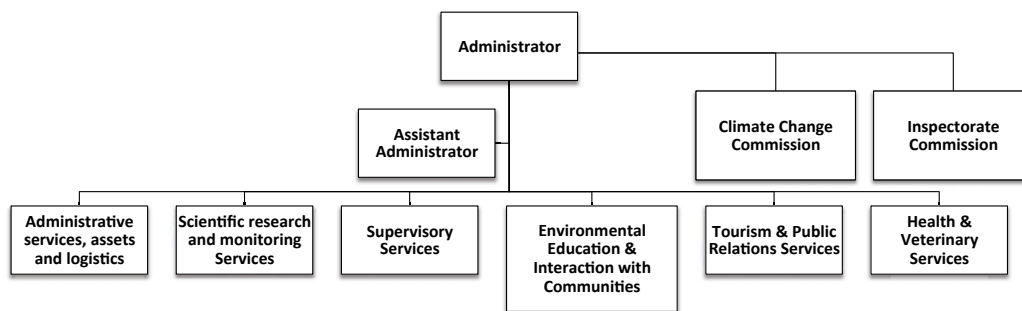 Administrator
Climate Change
Commission
Inspectorate
Commission
Assistant
Administrator
Administrative
services, assets
and logistics
Scientific research
and monitoring
Services
Supervisory
Services
Environmental
Education &
Interaction with
Communities
Tourism & Public
Relations Services
Health &
Veterinary
Services